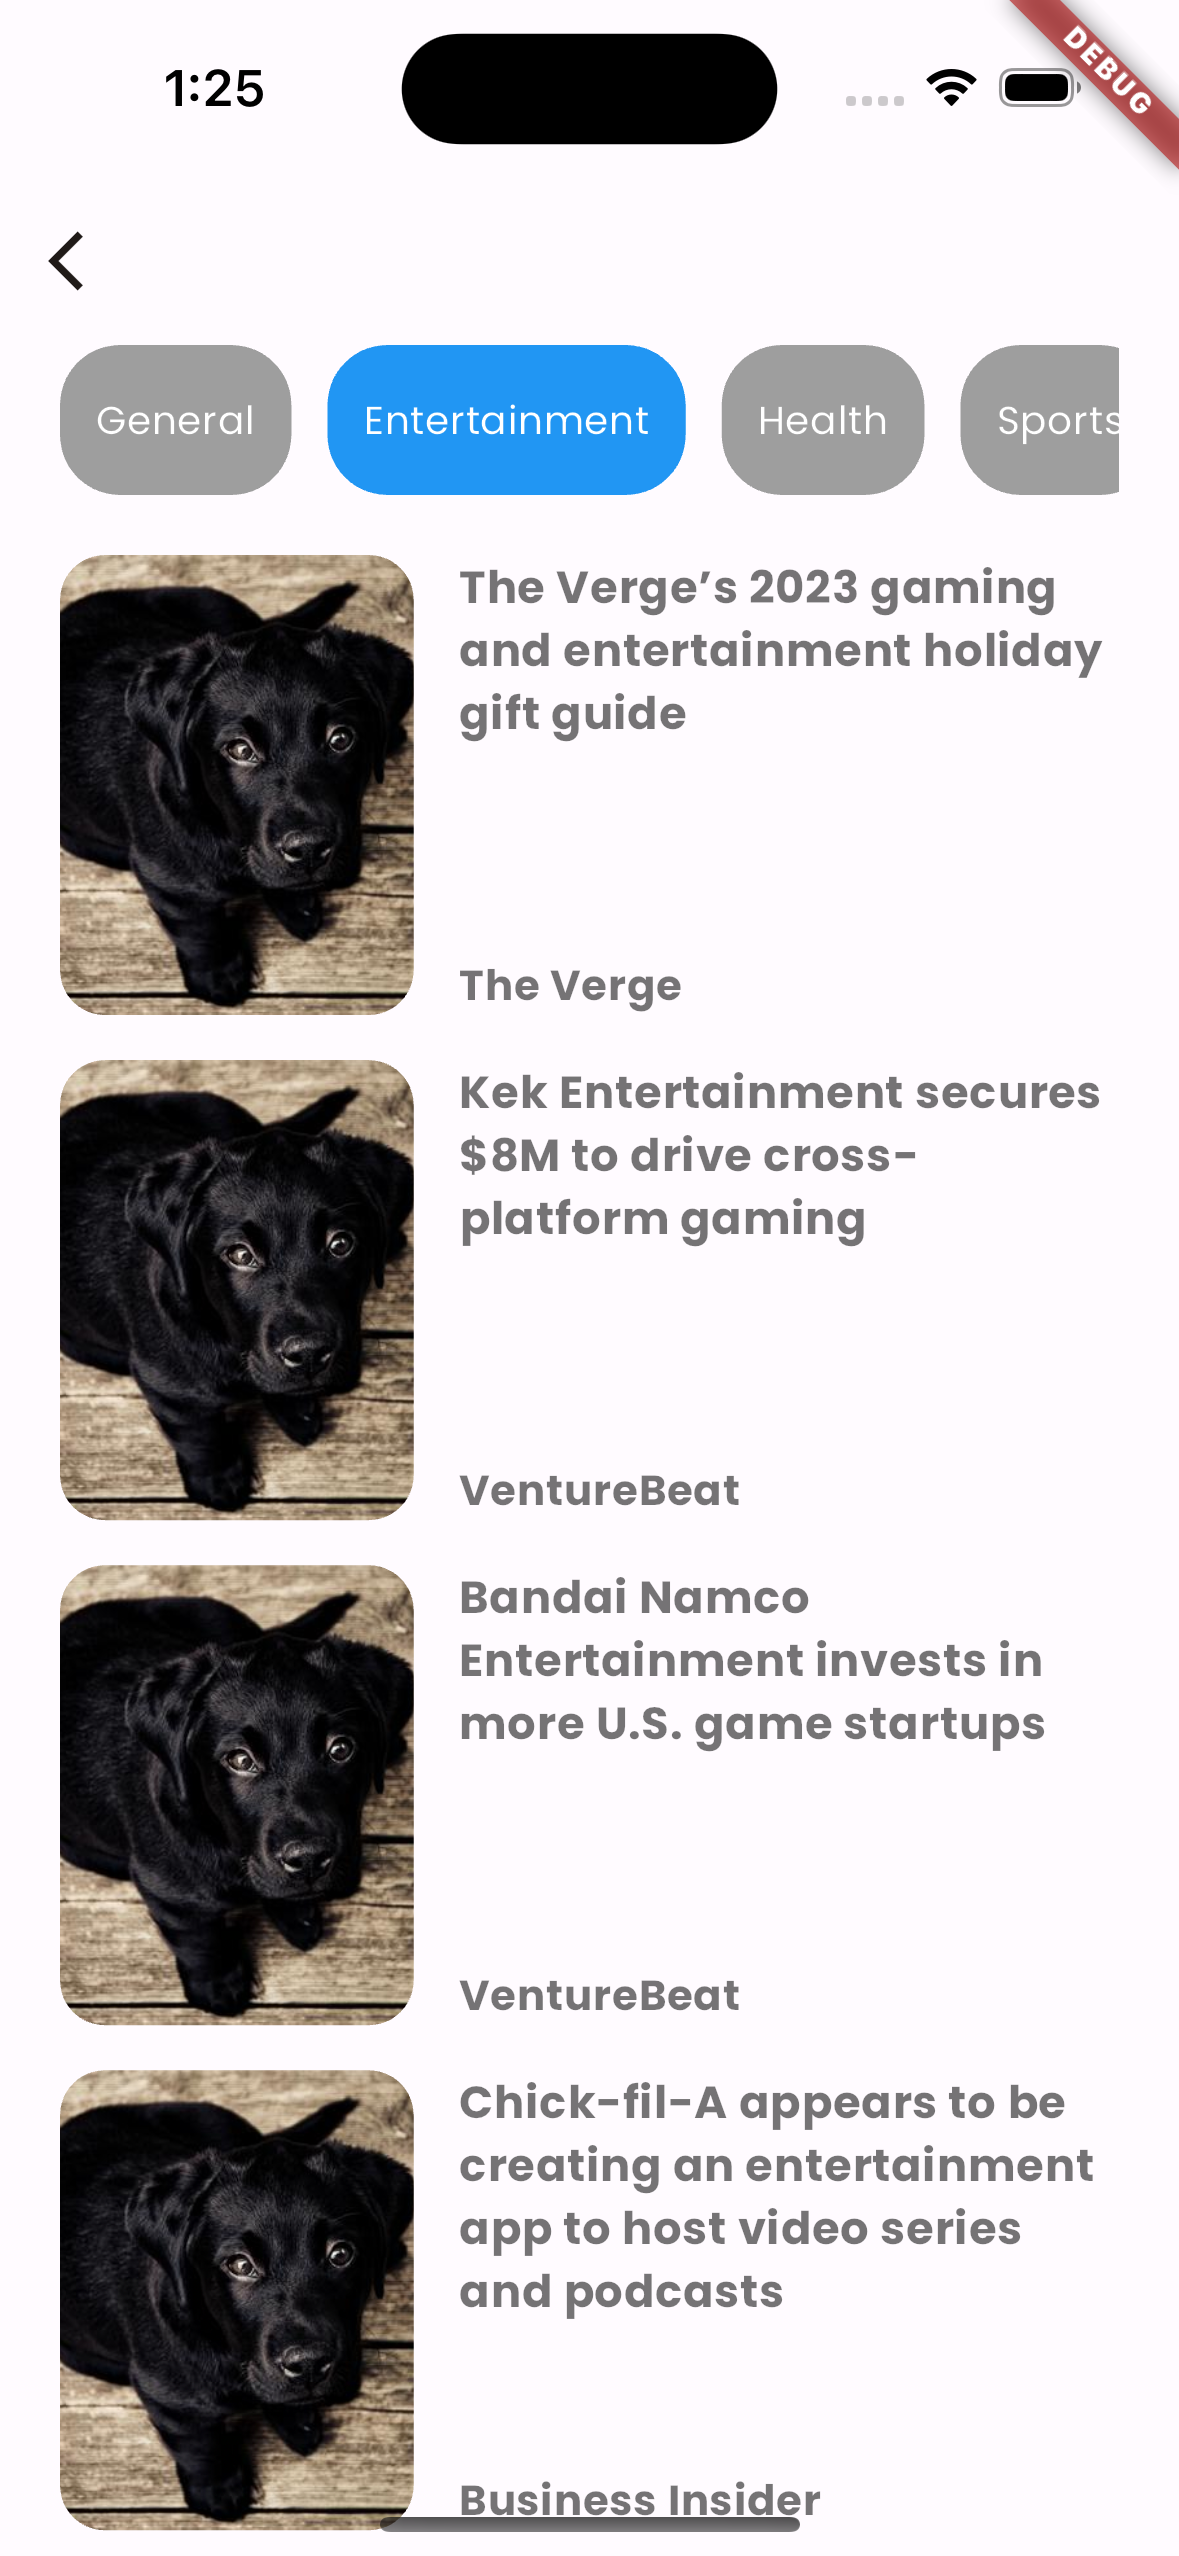 1:25
DEBUG
General
Entertainment
Health
Sports
The Verge’s 2023 gaming
and entertainment holiday
gift guide
The Verge
Kek Entertainment secures
$8M to drive cross-
platform gaming
VentureBeat
Bandai Namco
Entertainment invests in
more U.S. game startups
VentureBeat
Chick-fil-A appears to be
creating an entertainment
app to host video series
and podcasts
Business Insider